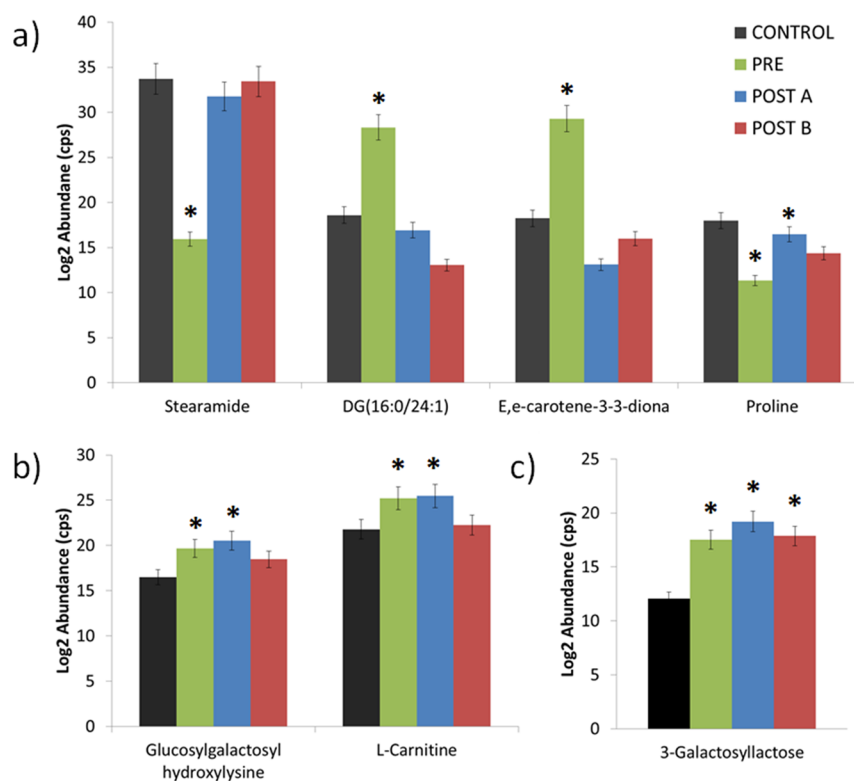 a)
40
35
30
25
20
15
10
5
0
Log2 Abundane (cps)
CONTROL
PRE
POST A
POST B
*
*
*
*
*
Stearamide
DG(16:0/24:1)
E,e-carotene-3-3-diona
Proline
b)
30
25
20
15
10
5
0
Log2 Abundance (cps)
* *
* *
Glucosylgalactosyl
hydroxylysine
L-Carnitine
c)
25
20
15
10
5
0
Log2 Abundance (cps)
* * *
3-Galactosyllactose